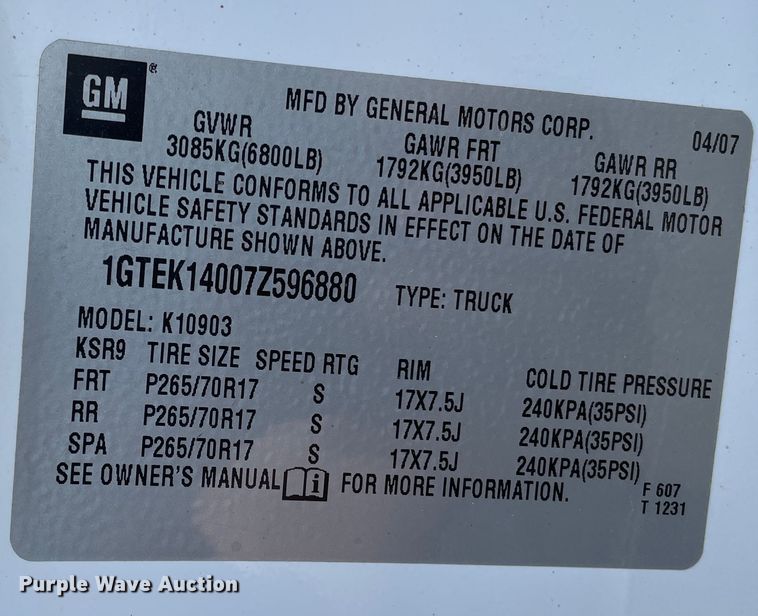 GM
MFD BY GENERAL MOTORS CORP. 04/07
GVWR GAWR FRT GAWR RR
3085KG(6800LB) 1792KG(3950LB) 1792KG(3950LB)
THIS VEHICLE CONFORMS TO ALL APPLICABLE U.S. FEDERAL MOTOR
VEHICLE SAFETY STANDARDS IN EFFECT ON THE DATE OF
MANUFACTURE SHOWN ABOVE.
1GTEK14007Z596880 TYPE: TRUCK
MODEL: K10903
KSR9 TIRE SIZE SPEED RTG RIM COLD TIRE PRESSURE
FRT P265/70R17 S 17X7.5J 240KPA(35PSI)
RR P265/70R17 S 17X7.5J 240KPA(35PSI)
SPA P265/70R17 S 17X7.5J 240KPA(35PSI)
SEE OWNER'S MANUAL i FOR MORE INFORMATION.
F 607
T 1231
Purple Wave Auction